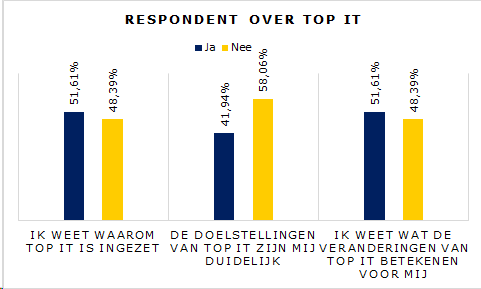 RESPONDENT OVER TOP IT
Ja Nee
51,61%
48,39%
41,94%
58,06%
51,61%
48,39%
IK WEET WAAROM
TOP IT IS INGEZET
DE DOELSTELLINGEN
VAN TOP IT ZIJN MIJ
DUIDELIJK
IK WEET WAT DE
VERANDERINGEN VAN
TOP IT BETEKENEN
VOOR MIJ